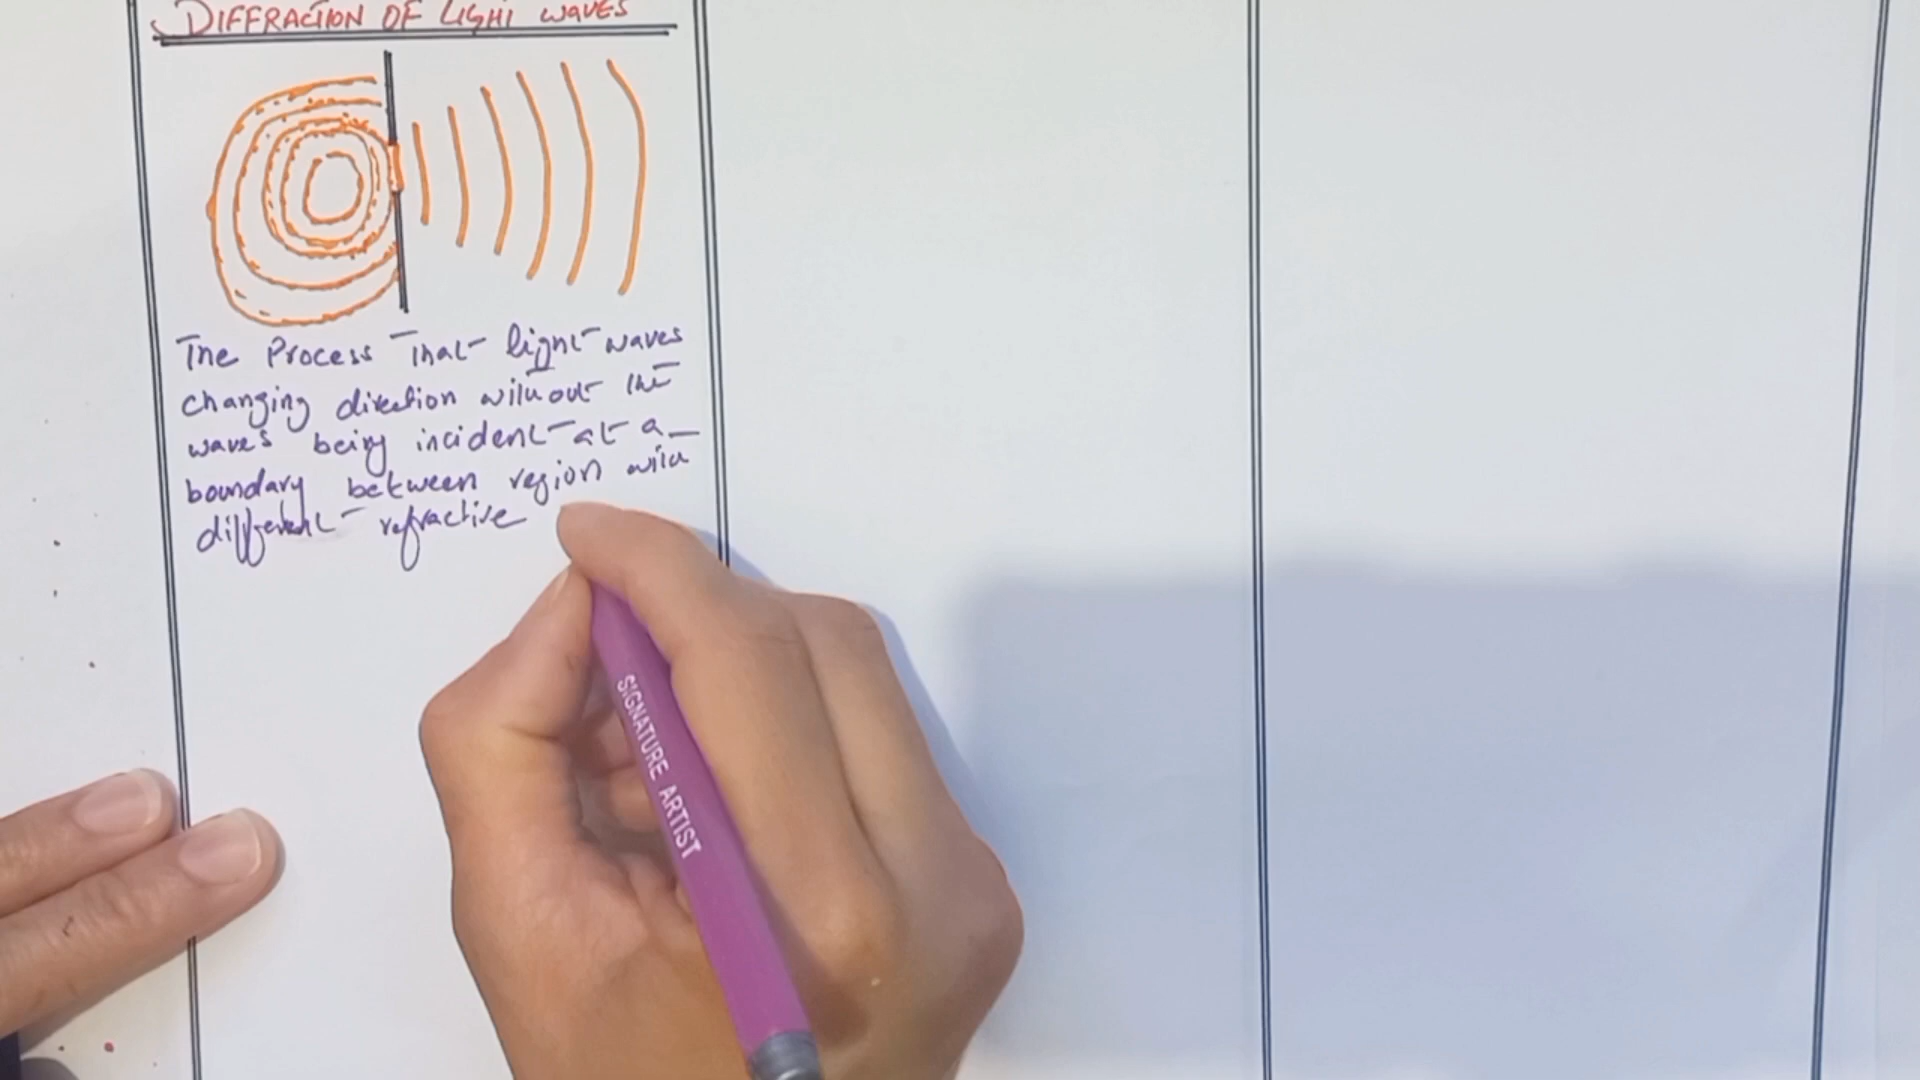 DIFFRACTION OF LIGHT WAVES
The Process That light waves
changing direction without the
waves being incident at a
boundary between region with
different refractive
SIGNATURE ARTIST